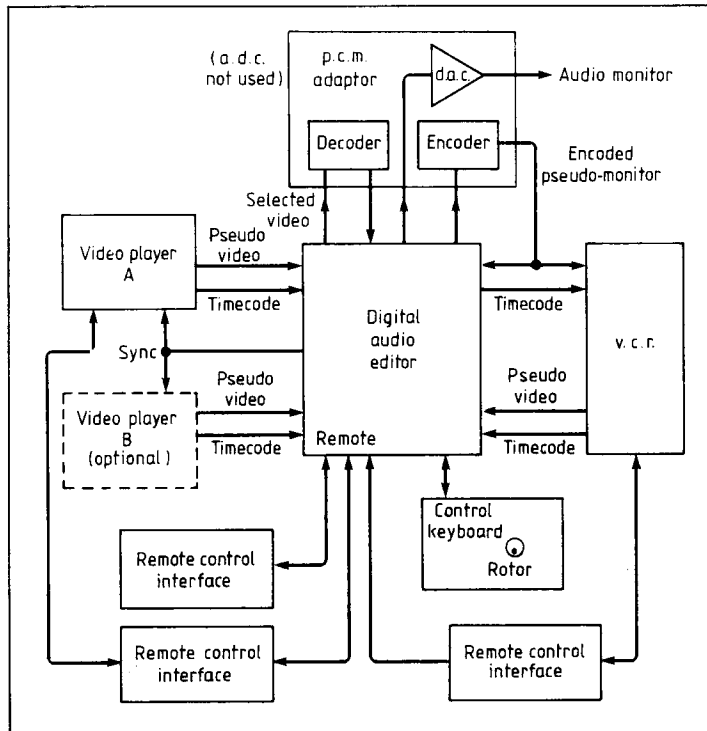 ( a.d.c.
not used )
p.c.m.
adaptor
d.a.c.
Audio monitor
Decoder
Encoder
Encoded
pseudo-monitor
Selected
video
Video player
A
Pseudo
video
Timecode
Sync
Digital
audio
editor
Remote
Timecode
v.c.r.
Pseudo
video
Timecode
Video player
B
(optional)
Pseudo
video
Timecode
Control
keyboard
Rotor
Remote control
interface
Remote control
interface
Remote control
interface